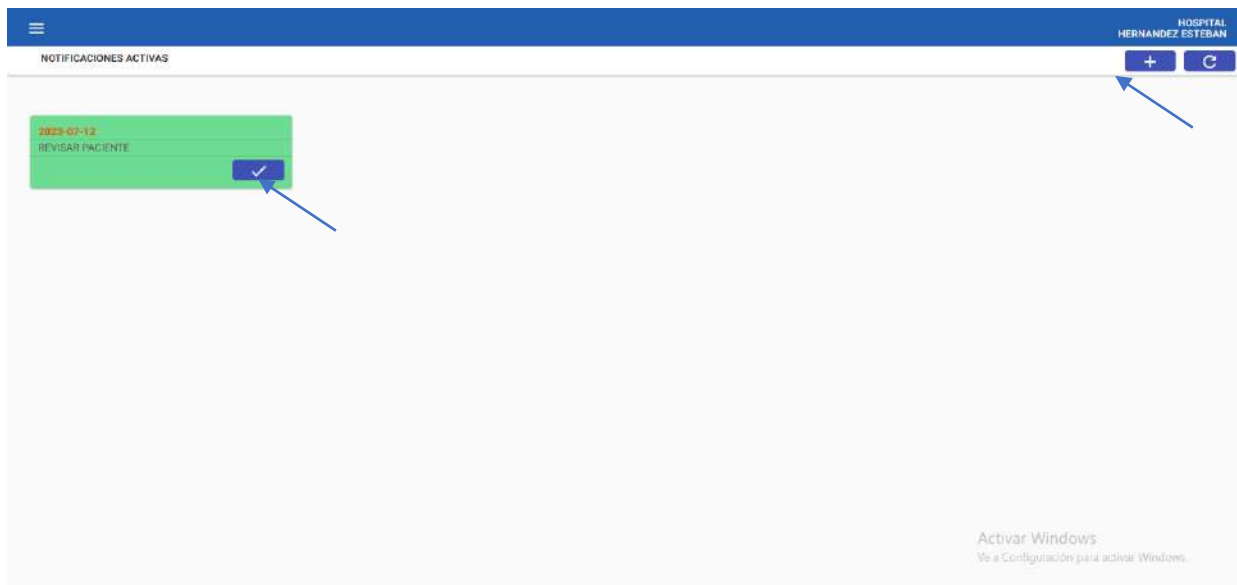 HOSPITAL
HERNANDEZ ESTEBAN
NOTIFICACIONES ACTIVAS
2023-07-12
REVISAR PACIENTE
Activar Windows
Ve a Configuración para activar Windows.